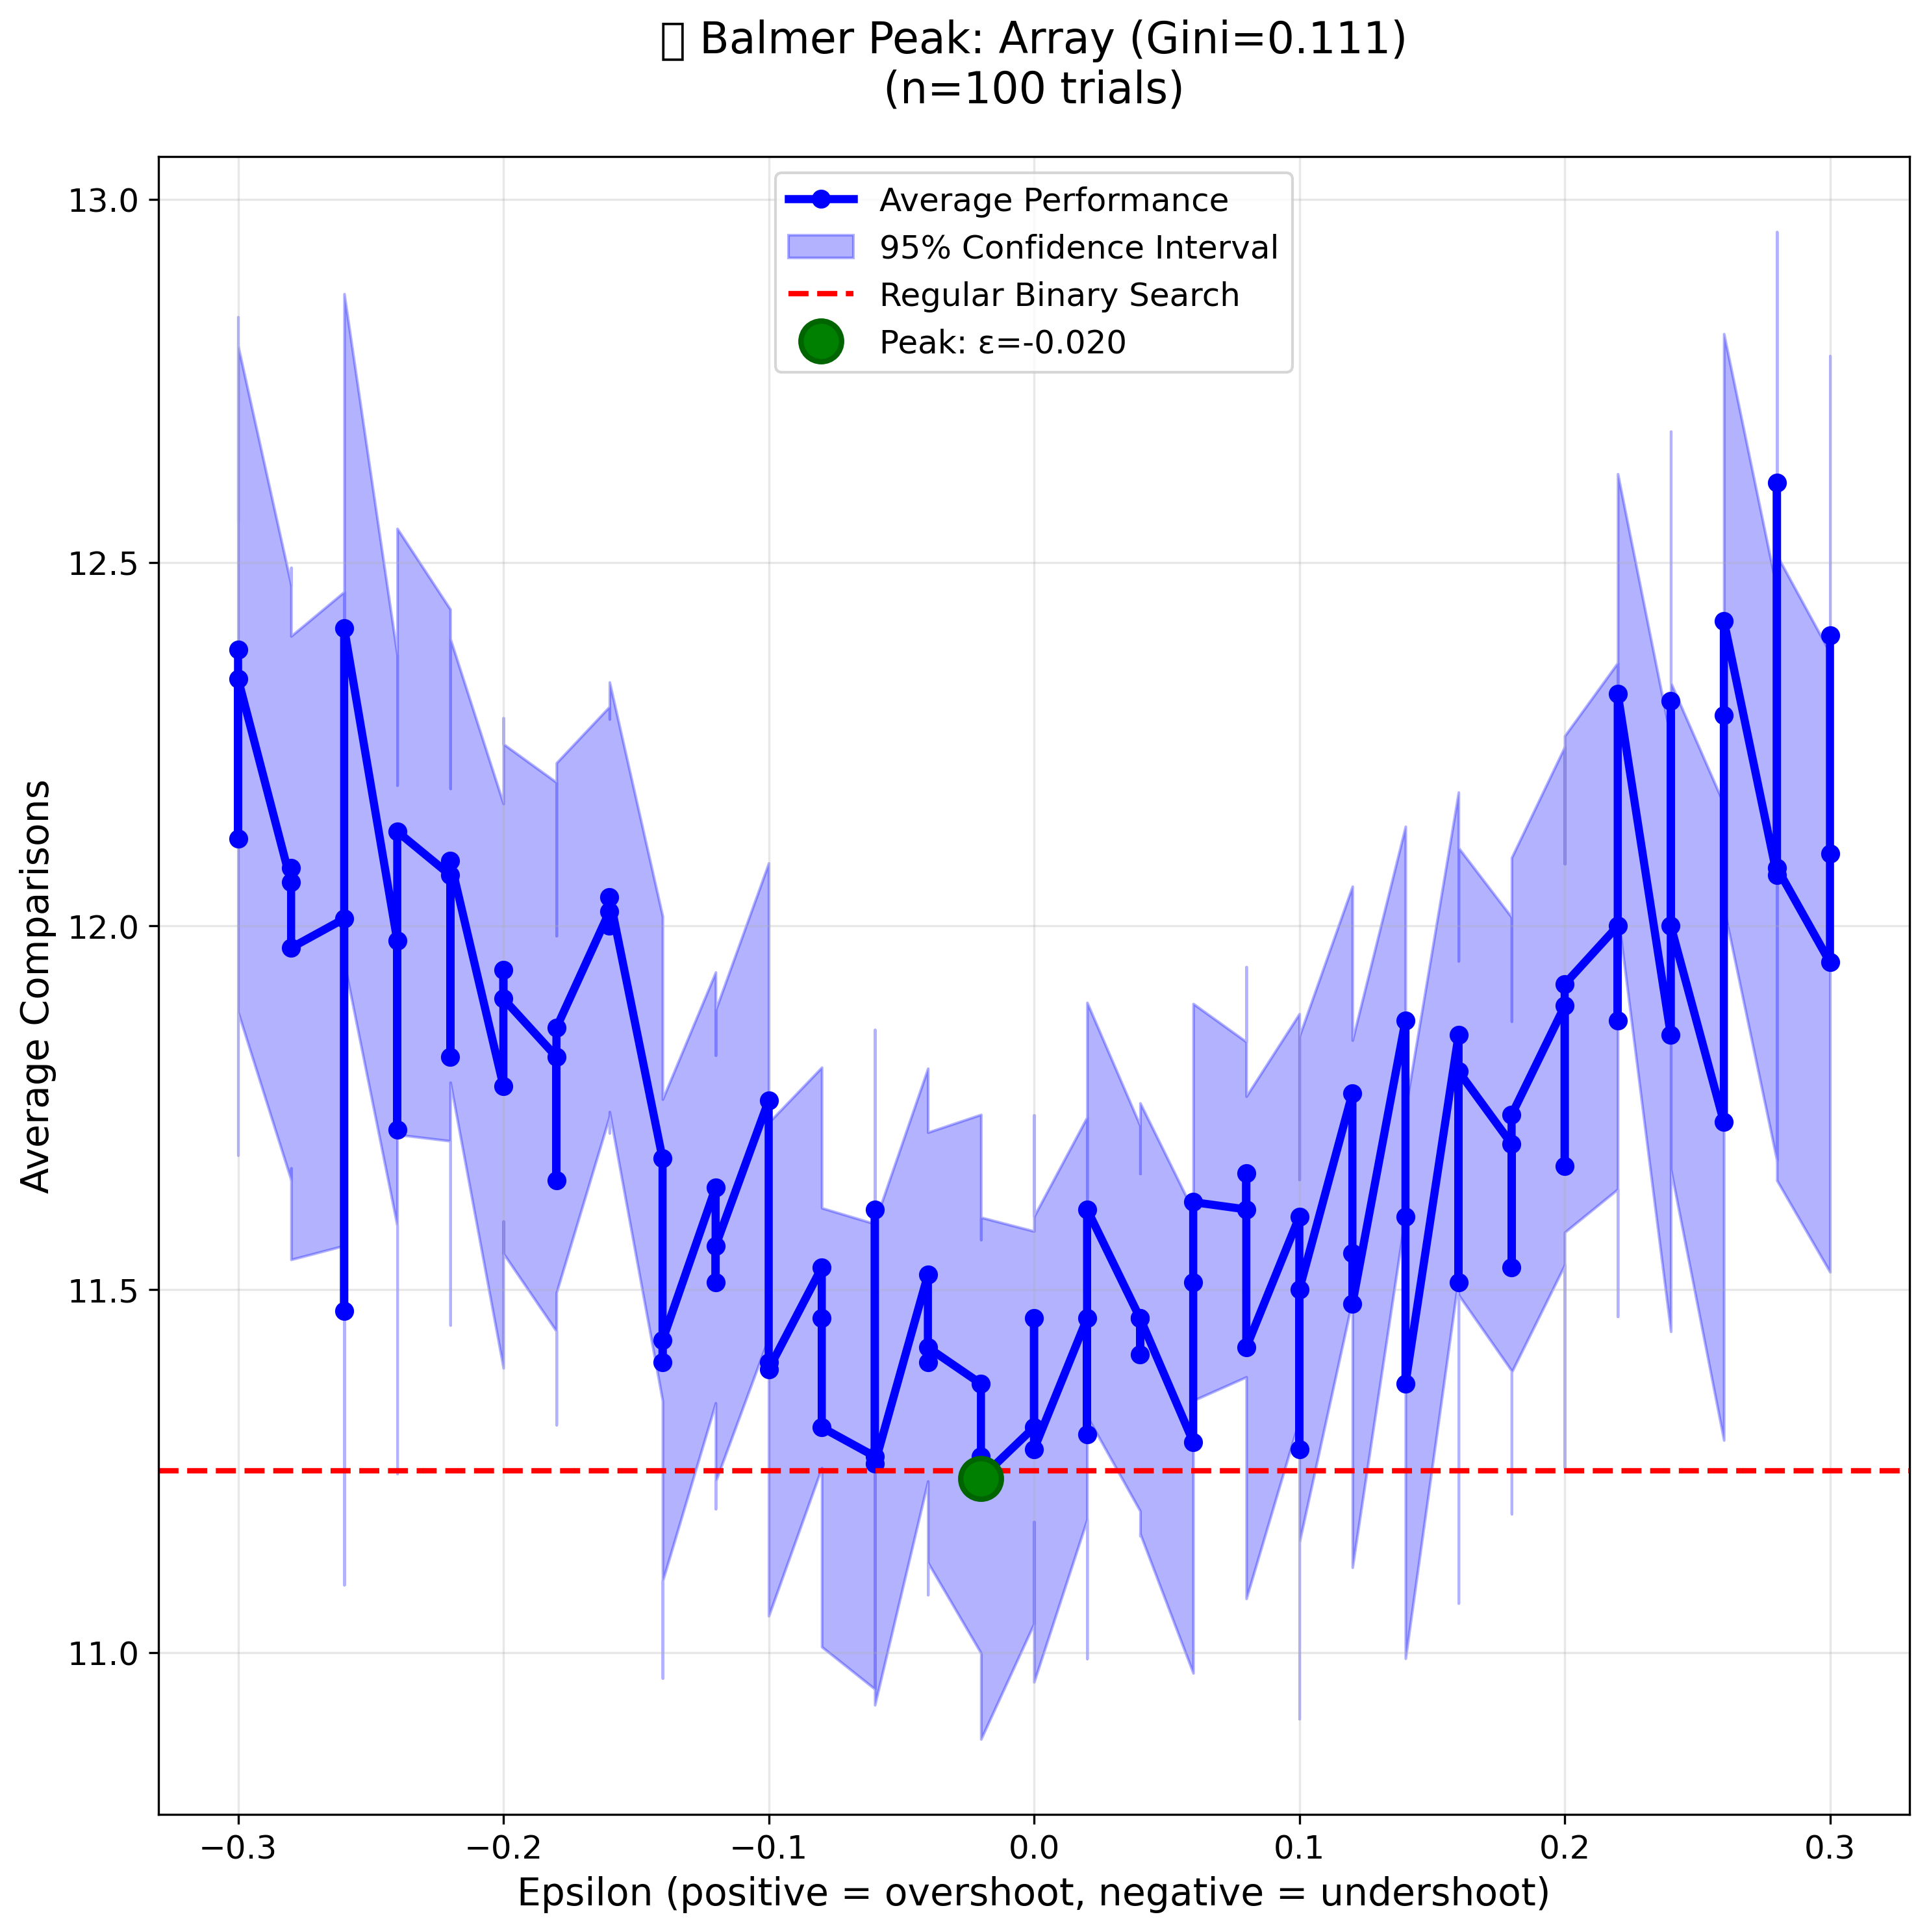 ▯ Balmer Peak: Array (Gini=0.111)
(n=100 trials)
Average Performance
95% Confidence Interval
Regular Binary Search
Peak: ε=-0.020
Average Comparisons
13.0
12.5
12.0
11.5
11.0
−0.3
−0.2
−0.1
0.0
0.1
0.2
0.3
Epsilon (positive = overshoot, negative = undershoot)